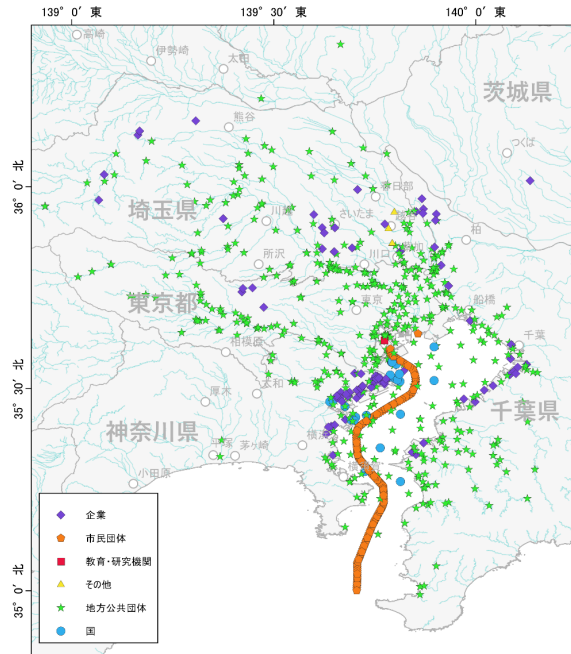 139° 0′ 東
139° 30′ 東
140° 0′ 東
高崎
伊勢崎
太田
茨城県
熊谷
つくば
36° 0′ 北
春日部
埼玉県
川越
さいたま
柏
所沢
川口
東京都
東京
船橋
相模原
千葉
35° 30′ 北
厚木
大和
千葉県
神奈川県
平塚
茅ヶ崎
小田原
企業
市民団体
教育・研究機関
その他
地方公共団体
国
35° 0′ 北